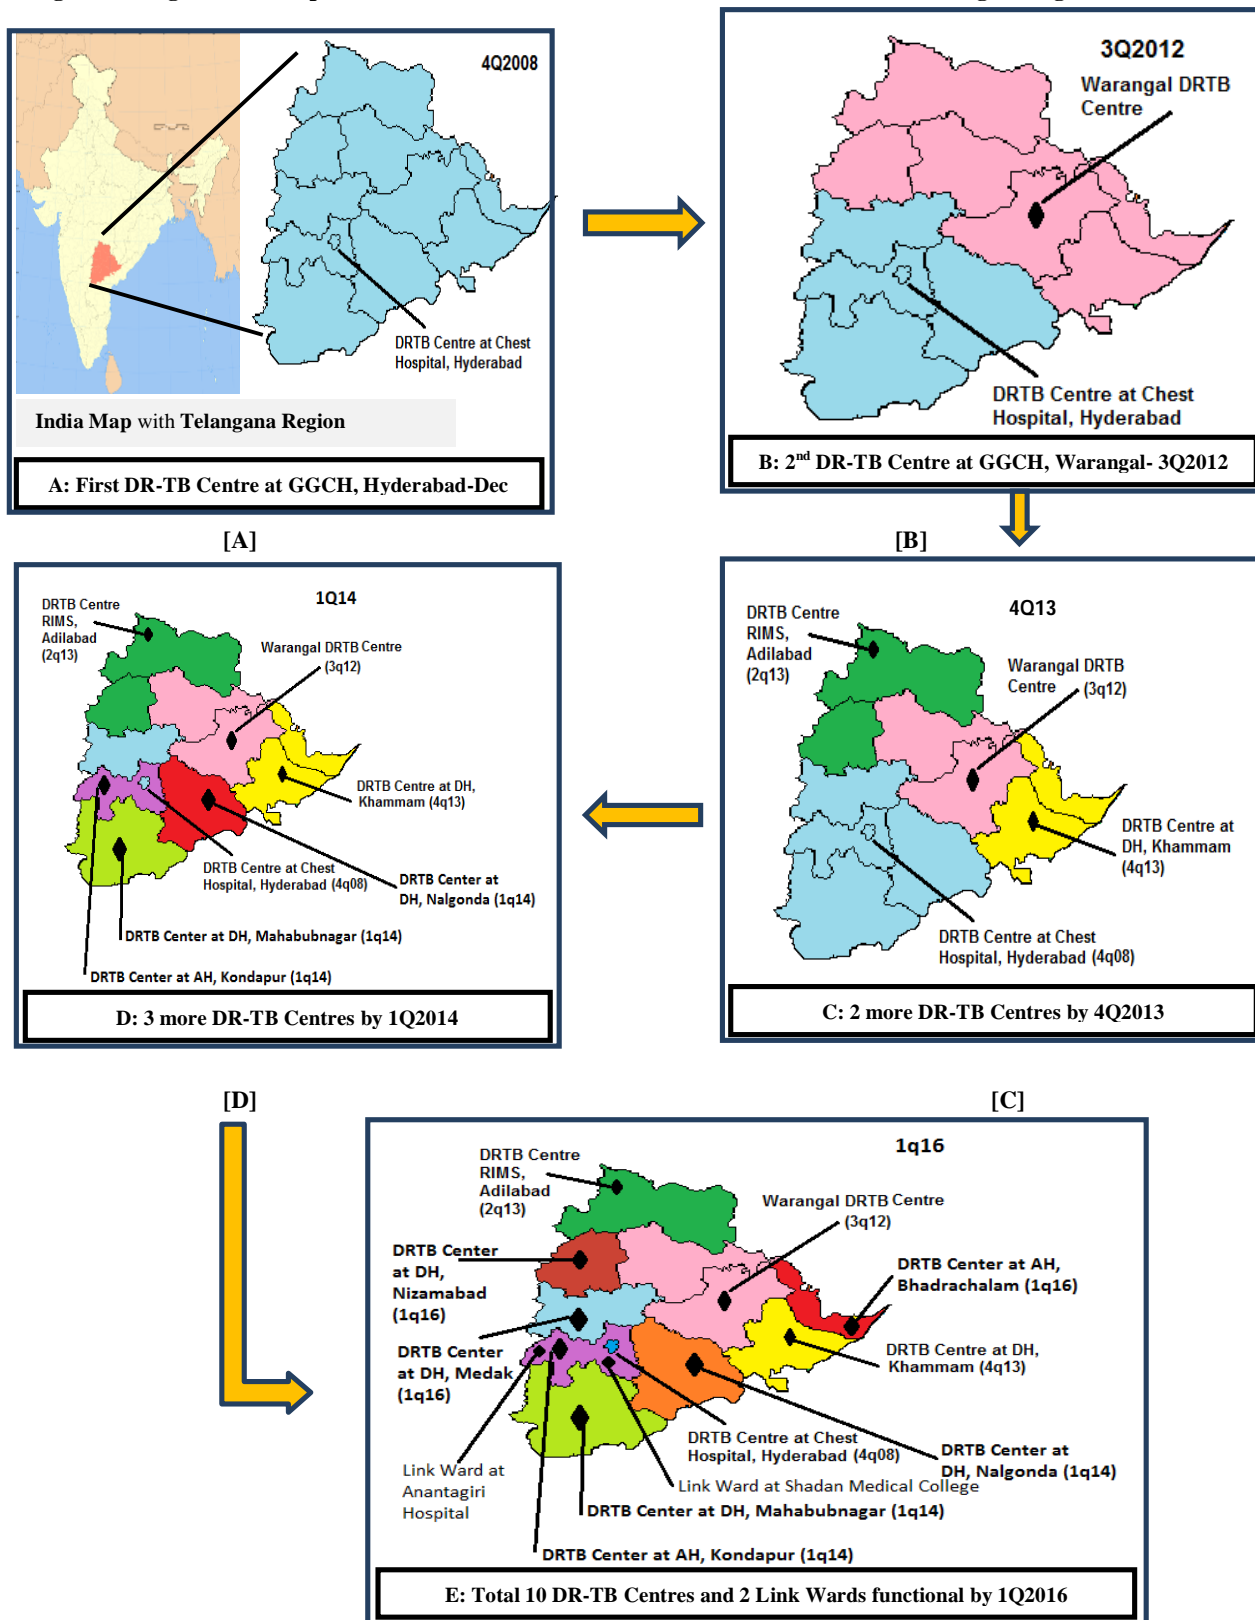 4Q2008
DRTB Centre at Chest
Hospital, Hyderabad
India Map with Telangana Region
A: First DR-TB Centre at GGCH, Hyderabad-Dec
[A]
3Q2012
Warangal DRTB
Centre
DRTB Centre at Chest
Hospital, Hyderabad
B: 2nd DR-TB Centre at GGCH, Warangal- 3Q2012
[B]
1Q14
DRTB Centre
RIMS,
Adilabad
(2q13)
Warangal DRTB Centre
(3q12)
DRTB Centre at DH,
Khammam (4q13)
DRTB Centre at Chest
Hospital, Hyderabad (4q08)
DRTB Center at
DH, Nalgonda (1q14)
DRTB Center at DH, Mahabubnagar (1q14)
DRTB Center at AH, Kondapur (1q14)
D: 3 more DR-TB Centres by 1Q2014
[D]
4Q13
DRTB Centre
RIMS,
Adilabad
(2q13)
Warangal DRTB
Centre
(3q12)
DRTB Centre at
DH, Khammam
(4q13)
DRTB Centre at Chest
Hospital, Hyderabad (4q08)
C: 2 more DR-TB Centres by 4Q2013
[C]
1q16
DRTB Centre
RIMS,
Adilabad
(2q13)
Warangal DRTB Centre
(3q12)
DRTB Center
at DH,
Nizamabad
(1q16)
DRTB Center at AH,
Bhadrachalam (1q16)
DRTB Center
at DH, Medak
(1q16)
DRTB Centre at DH,
Khammam (4q13)
DRTB Centre at Chest
Hospital, Hyderabad (4q08)
DRTB Center at
DH, Nalgonda (1q14)
Link Ward at
Anantagiri
Hospital
Link Ward at Shadan Medical College
DRTB Center at DH, Mahabubnagar (1q14)
DRTB Center at AH, Kondapur (1q14)
E: Total 10 DR-TB Centres and 2 Link Wards functional by 1Q2016